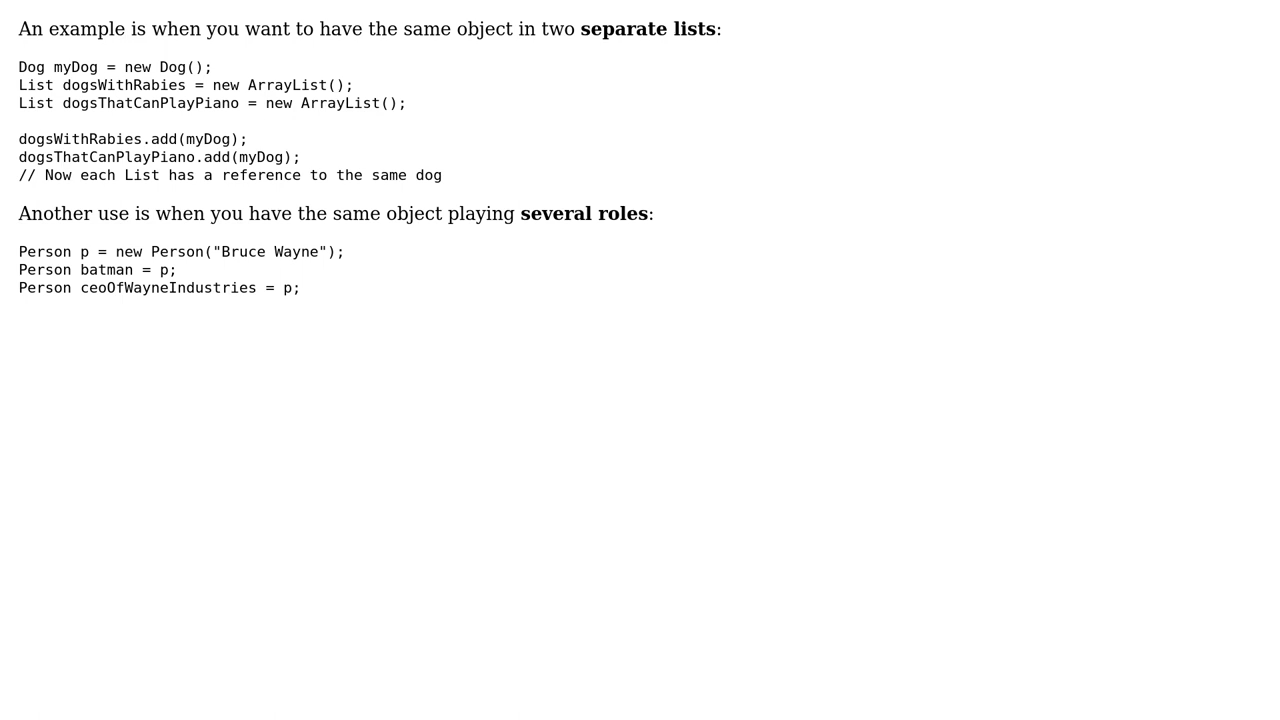 An example is when you want to have the same object in two separate lists:
Dog myDog = new Dog();
List dogsWithRabies = new ArrayList();
List dogsThatCanPlayPiano = new ArrayList();
dogsWithRabies.add(myDog);
dogsThatCanPlayPiano.add(myDog);
// Now each List has a reference to the same dog
Another use is when you have the same object playing several roles:
Person p = new Person("Bruce Wayne");
Person batman = p;
Person ceoOfWayneIndustries = p;